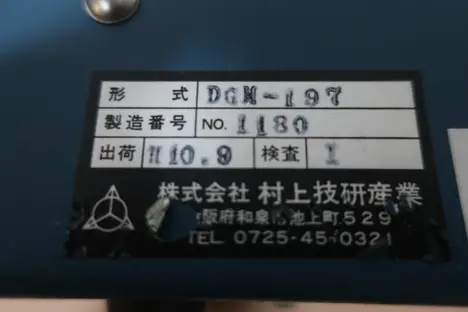 形式 DGM-197
製造番号 NO. 1180
出荷 H10.9 検査 1
株式会社 村上技研産業
阪府和泉 池上町529
TEL 0725-45-0321